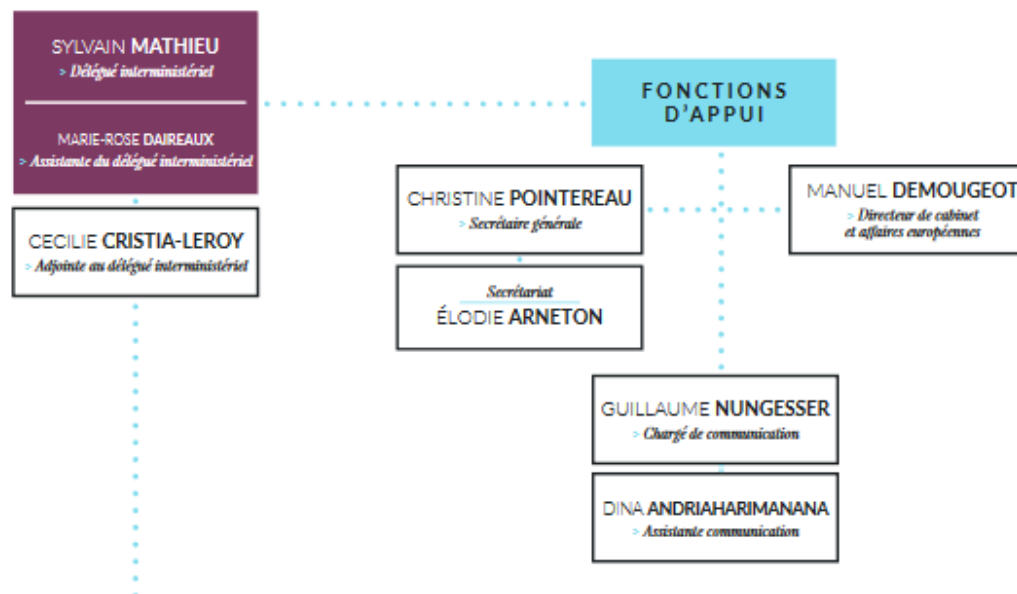 SYLVAIN MATHIEU
> Délégué interministériel
MARIE-ROSE DAIREAUX
> Assistante du délégué interministériel
CECILIE CRISTIA-LEROY
> Adjointe au délégué interministériel
FONCTIONS
D'APPUI
CHRISTINE POINTEREAU
> Secrétaire générale
MANUEL DEMOUGEOT
> Directeur de cabinet
et affaires européennes
Secrétariat
ÉLODIE ARNETON
GUILLAUME NUNGESSER
> Chargé de communication
DINA ANDRIAHARIMANANA
> Assistante communication